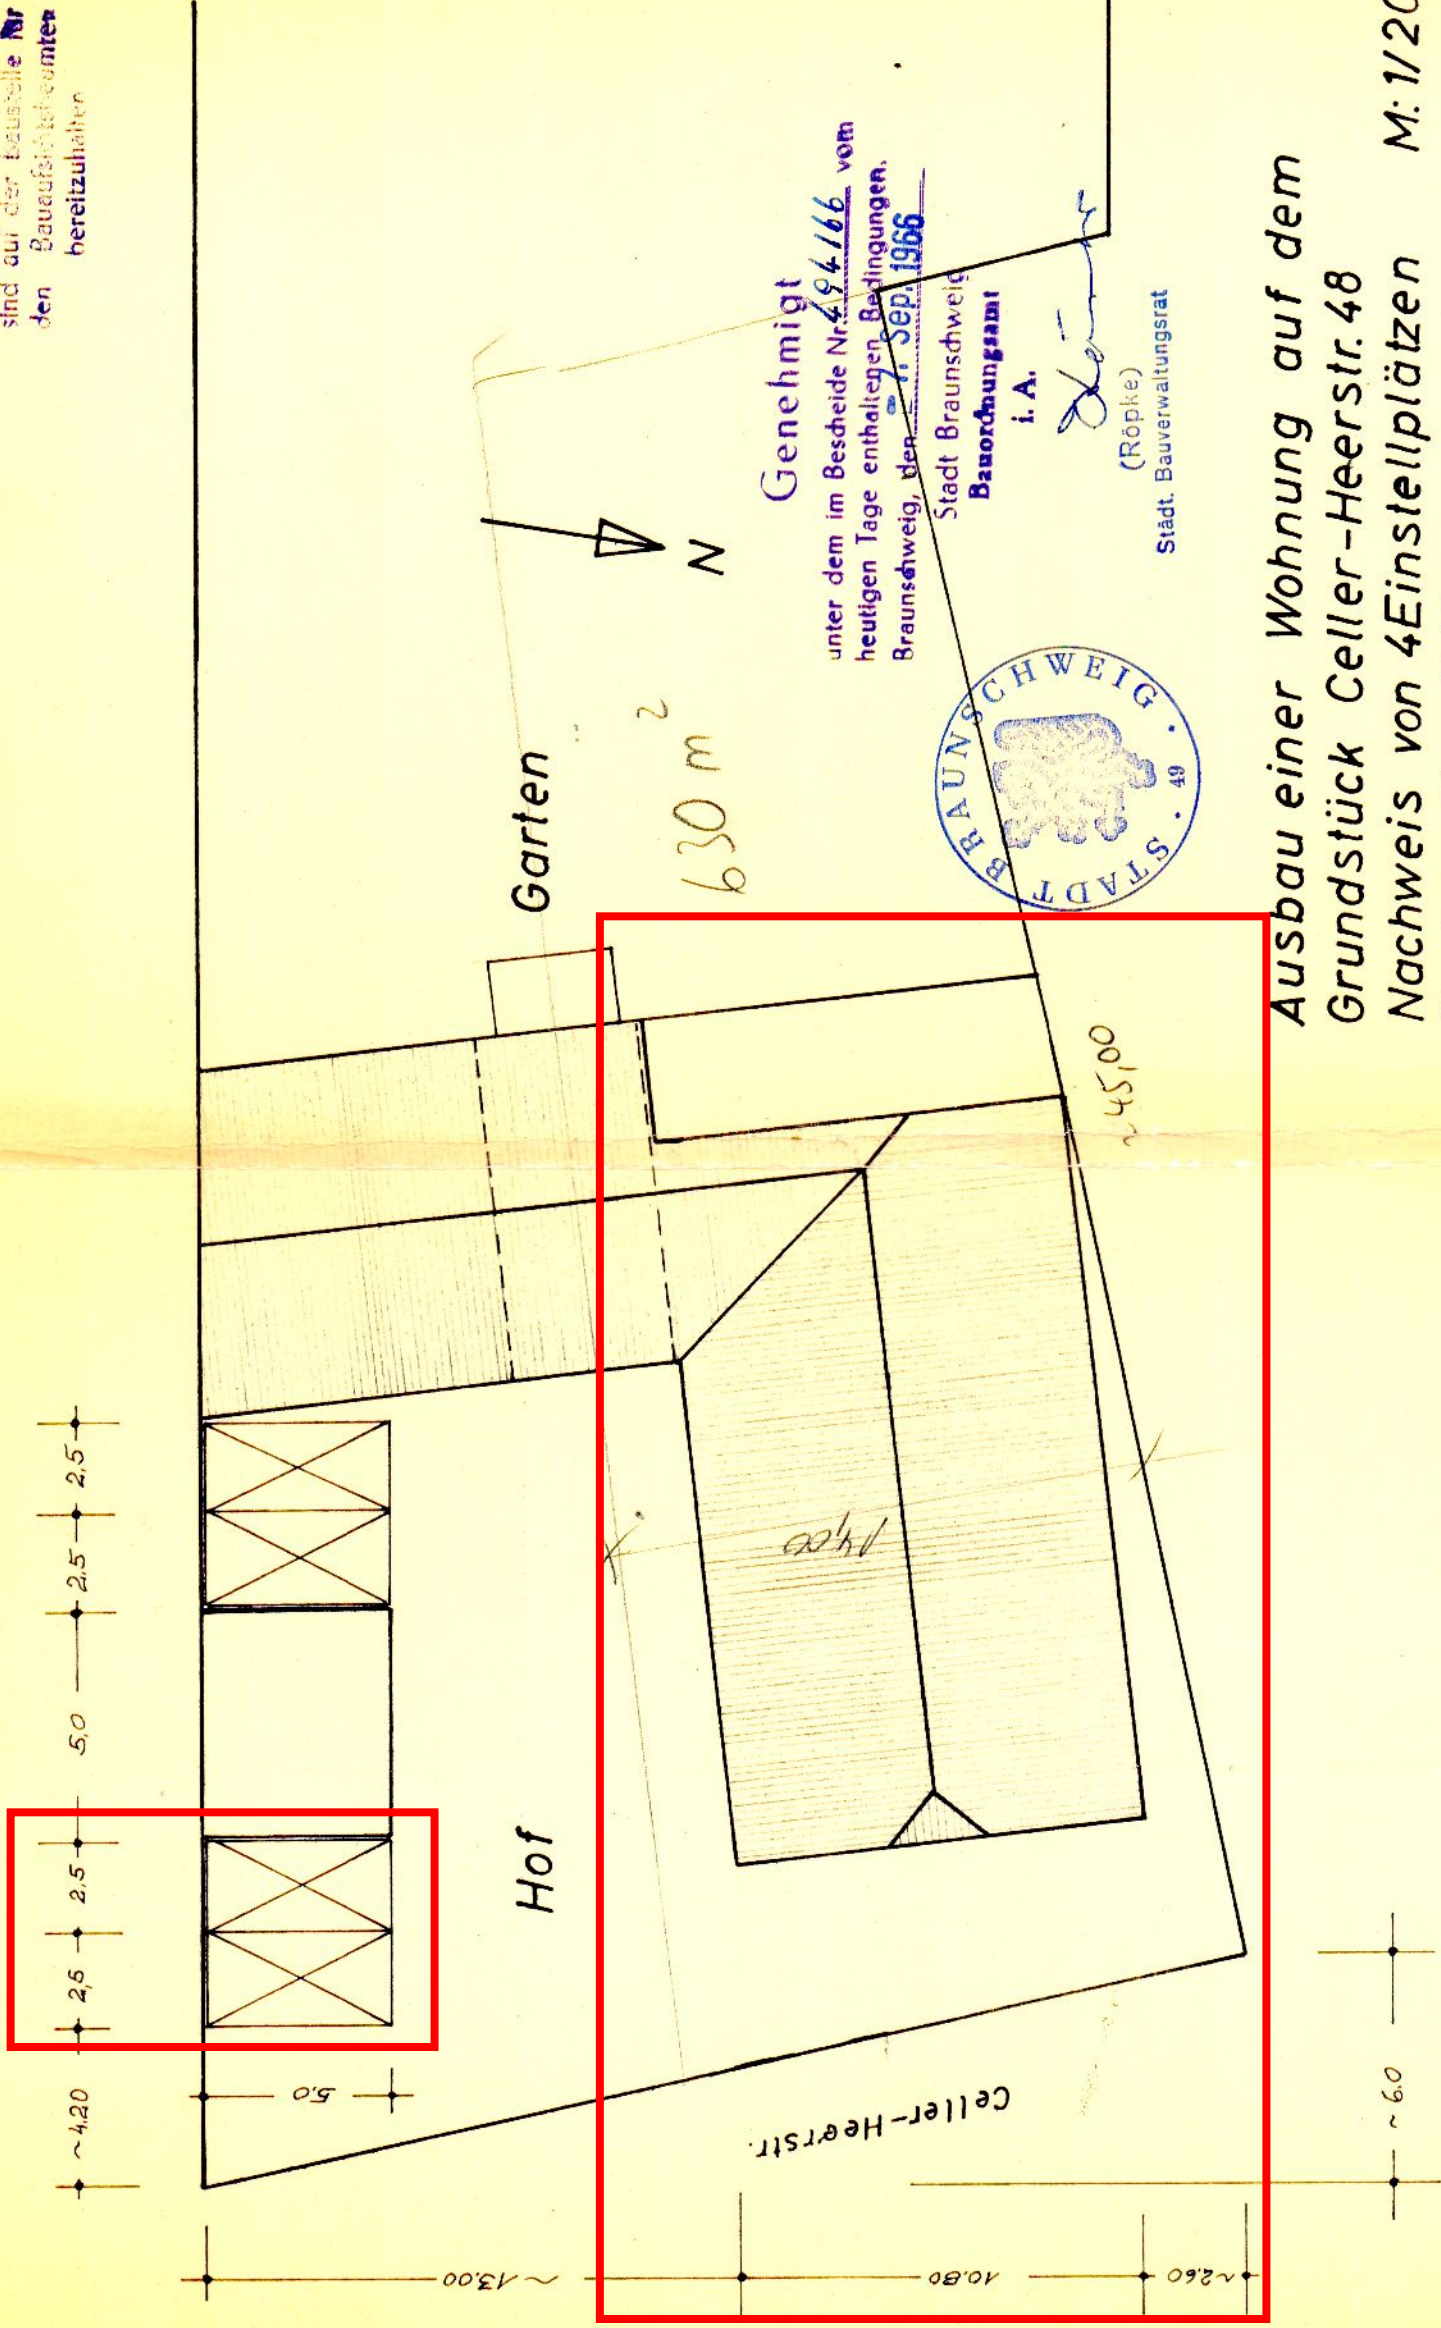 sind auf der Baustelle für
den Bauaufsichtsbeamten
bereitzuhalten
Genehmigt
unter dem im Bescheide Nr. 494166 vom
heutigen Tage enthaltenen Bedingungen.
Braunschweig, den - 7. Sep. 1966
Stadt Braunschweig
Bauordnungsamt
i. A.
(Röpke)
Städt. Bauverwaltungsrat
STADT BRAUNSCHWEIG · 49 ·
N
Garten
630 m²
Hof
14,00
~ 45,00
Celler-Heerstr.
~4.20
2,5
2,5
5,0
2,5
2,5
5,0
~ 13.00
10.80
~2.60
~ 6.0
Ausbau einer Wohnung auf dem
Grundstück Celler-Heerstr. 48
Nachweis von 4 Einstellplätzen M: 1/20